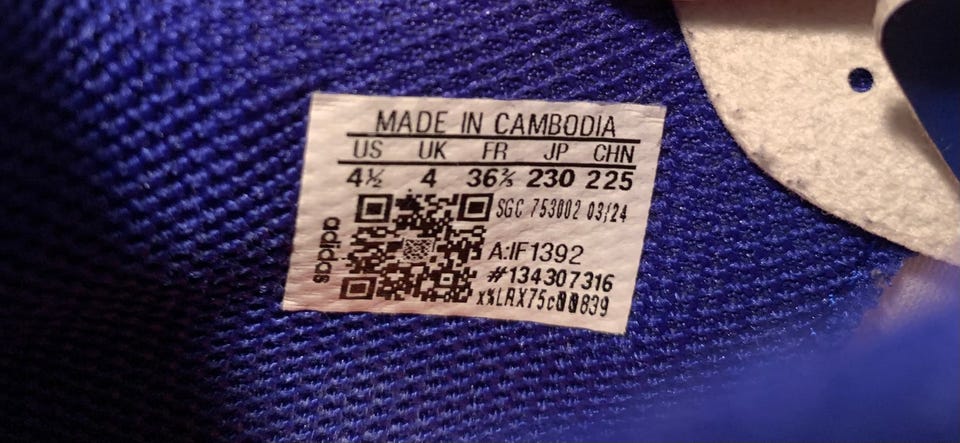 MADE IN CAMBODIA
US UK FR JP CHN
4½ 4 36⅔ 230 225
SGC 753002 03/24
adidas
A:IF1392
#134307316